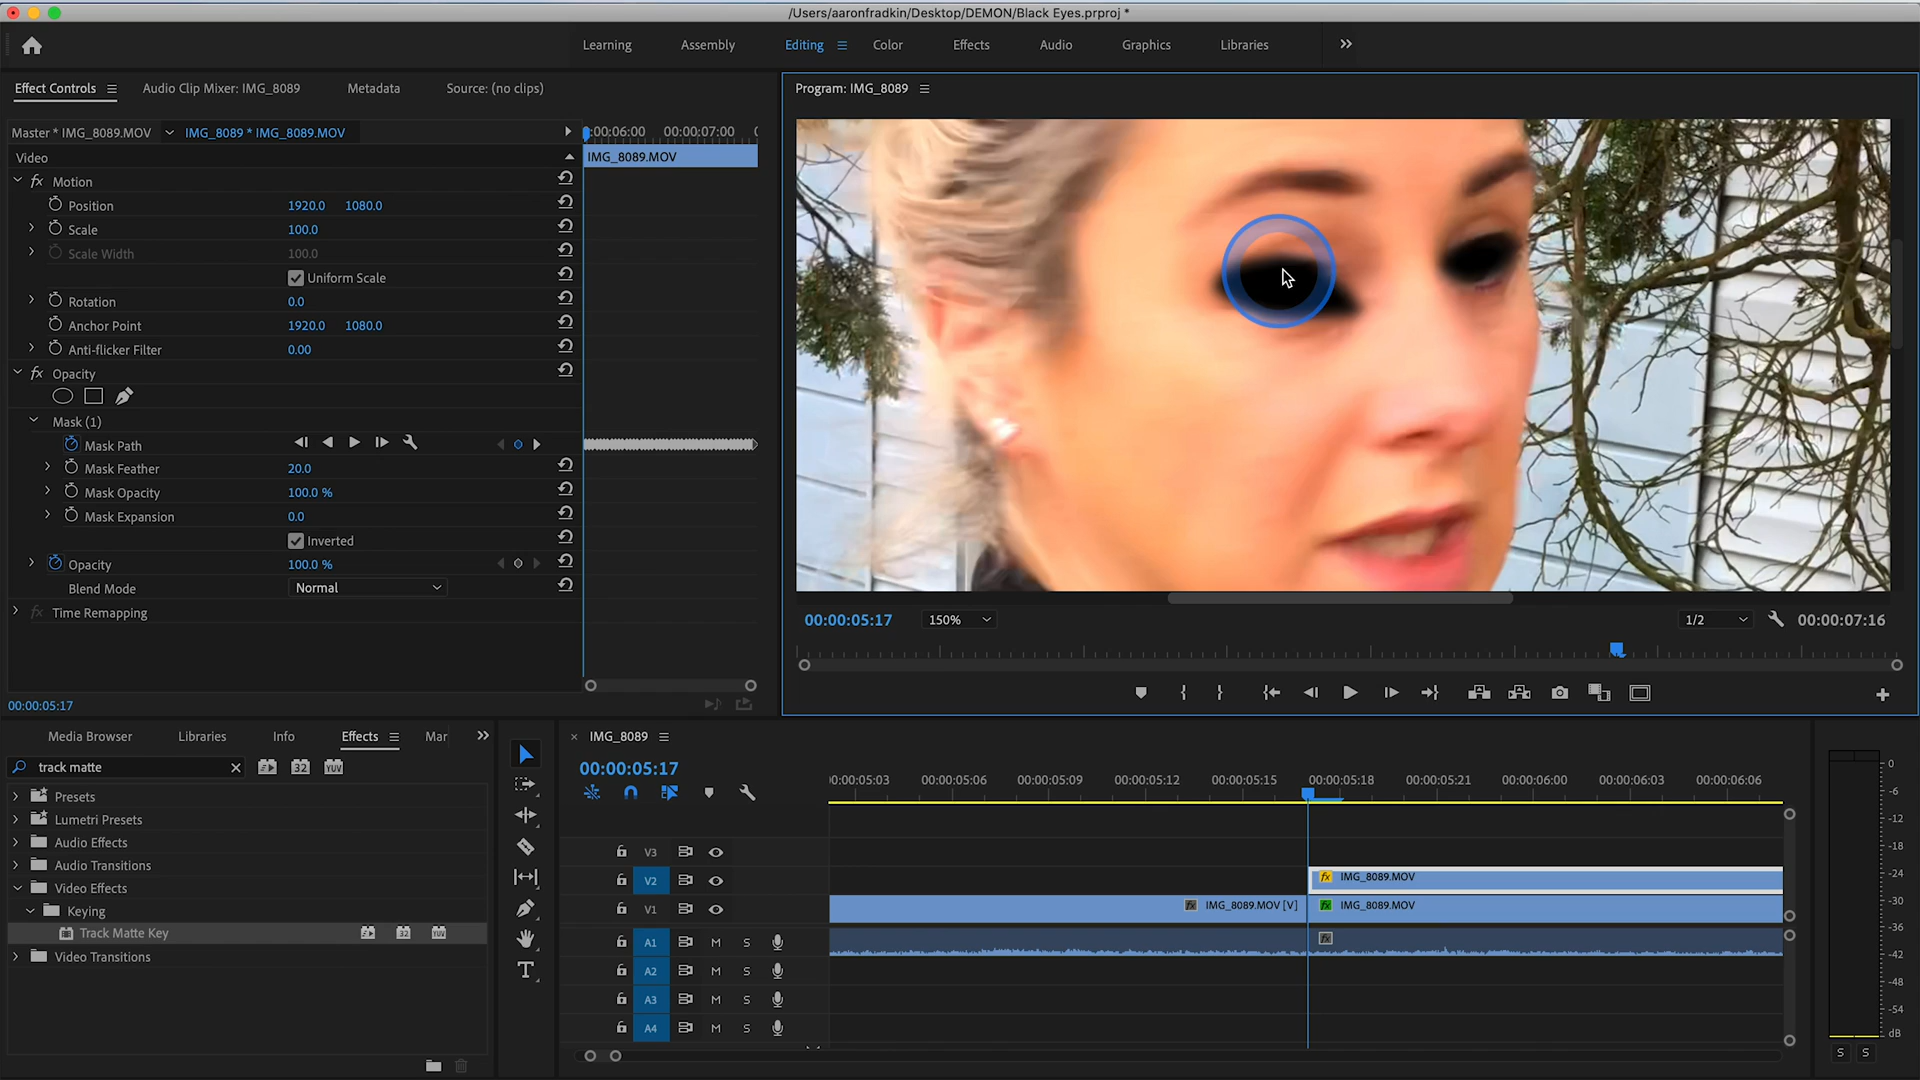 /Users/aaronfradkin/Desktop/DEMON/Black Eyes.prproj *
Learning Assembly Editing Color Effects Audio Graphics Libraries
Effect Controls Audio Clip Mixer: IMG_8089 Metadata Source: (no clips)
Program: IMG_8089
Master * IMG_8089.MOV IMG_8089 * IMG_8089.MOV
:00:06:00 00:00:07:00
Video
IMG_8089.MOV
fx Motion
Position 1920.0 1080.0
Scale 100.0
Scale Width 100.0
Uniform Scale
Rotation 0.0
Anchor Point 1920.0 1080.0
Anti-flicker Filter 0.00
fx Opacity
Mask (1)
Mask Path
Mask Feather 20.0
Mask Opacity 100.0 %
Mask Expansion 0.0
Inverted
Opacity 100.0 %
Blend Mode Normal
fx Time Remapping
00:00:05:17
00:00:05:17 150% 1/2 00:00:07:16
Media Browser Libraries Info Effects Mar
track matte 32 YUV
Presets
Lumetri Presets
Audio Effects
Audio Transitions
Video Effects
Keying
Track Matte Key 32 YUV
Video Transitions
IMG_8089
00:00:05:17
00:00:05:03 00:00:05:06 00:00:05:09 00:00:05:12 00:00:05:15 00:00:05:18 00:00:05:21 00:00:06:00 00:00:06:03 00:00:06:06
V3
V2 fx IMG_8089.MOV
V1 fx IMG_8089.MOV [V] fx IMG_8089.MOV
A1 M S fx
A2 M S
A3 M S
A4 M S
0
-6
-12
-18
-24
-30
-36
-42
-48
-54
dB
S S